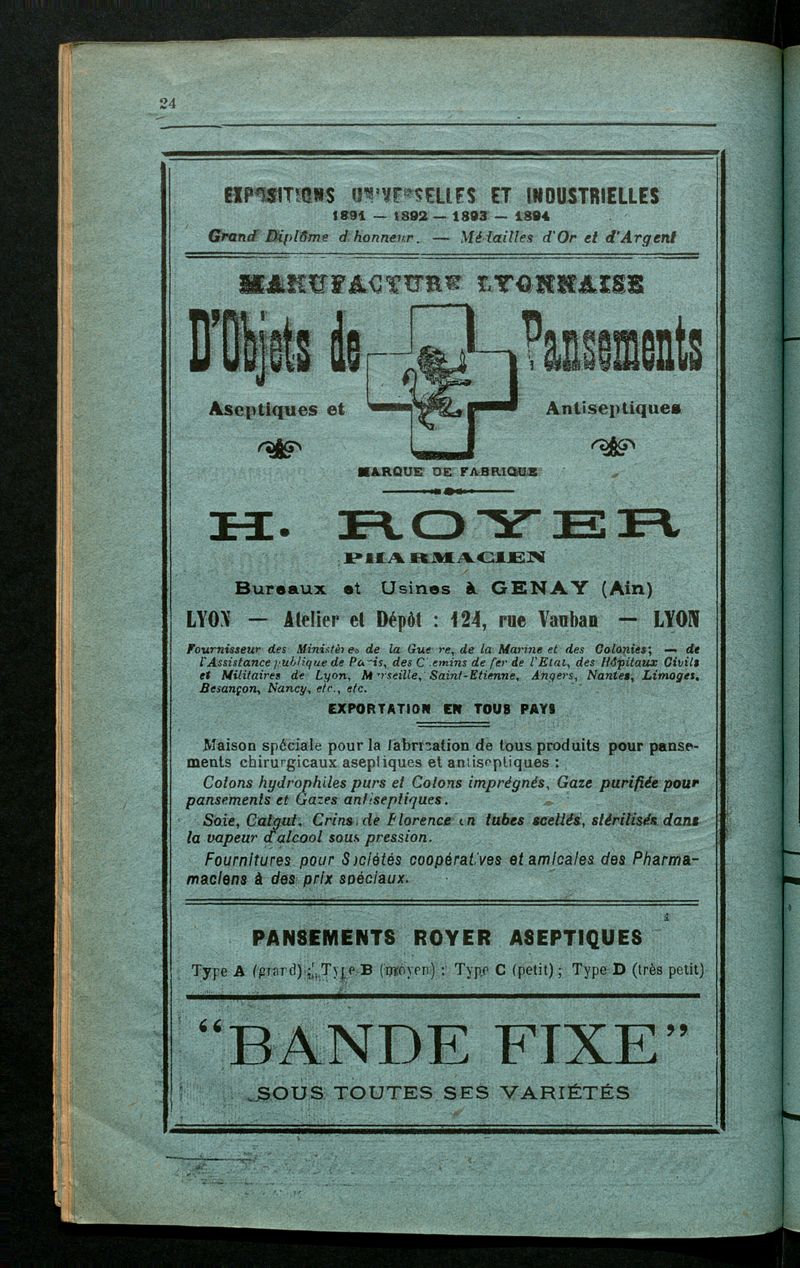 24
EXPOSITIONS UNIVERSELLES ET INDUSTRIELLES
1891 — 1892 — 1893 — 1894
Grand Diplôme d'honneur. — Médailles d'Or et d'Argent
MANUFACTURE LYONNAISE
D'Objets de Pansements
Aseptiques et Antiseptiques
MARQUE DE FABRIQUE
H. ROYER
PHARMACIEN
Bureaux et Usines à GENAY (Ain)
LYON — Atelier et Dépôt : 124, rue Vauban — LYON
Fournisseur des Ministères de la Guerre, de la Marine et des Colonies; — de
l'Assistance publique de Paris, des Chemins de fer de l'Etat, des Hôpitaux Civils
et Militaires de Lyon, Marseille, Saint-Etienne, Angers, Nantes, Limoges,
Besançon, Nancy, etc., etc.
EXPORTATION EN TOUS PAYS
Maison spéciale pour la fabrication de tous produits pour panse-
ments chirurgicaux aseptiques et antiseptiques :
Cotons hydrophiles purs et Cotons imprégnés, Gaze purifiée pour
pansements et Gazes antiseptiques.
Soie, Catgut, Crins de Florence en tubes scellés, stérilisés dans
la vapeur d'alcool sous pression.
Fournitures pour Sociétés coopératives et amicales des Pharma-
maciens à des prix spéciaux.
PANSEMENTS ROYER ASEPTIQUES
Type A (grand) ; Type B (moyen) ; Type C (petit) ; Type D (très petit)
“BANDE FIXE”
SOUS TOUTES SES VARIÉTÉS